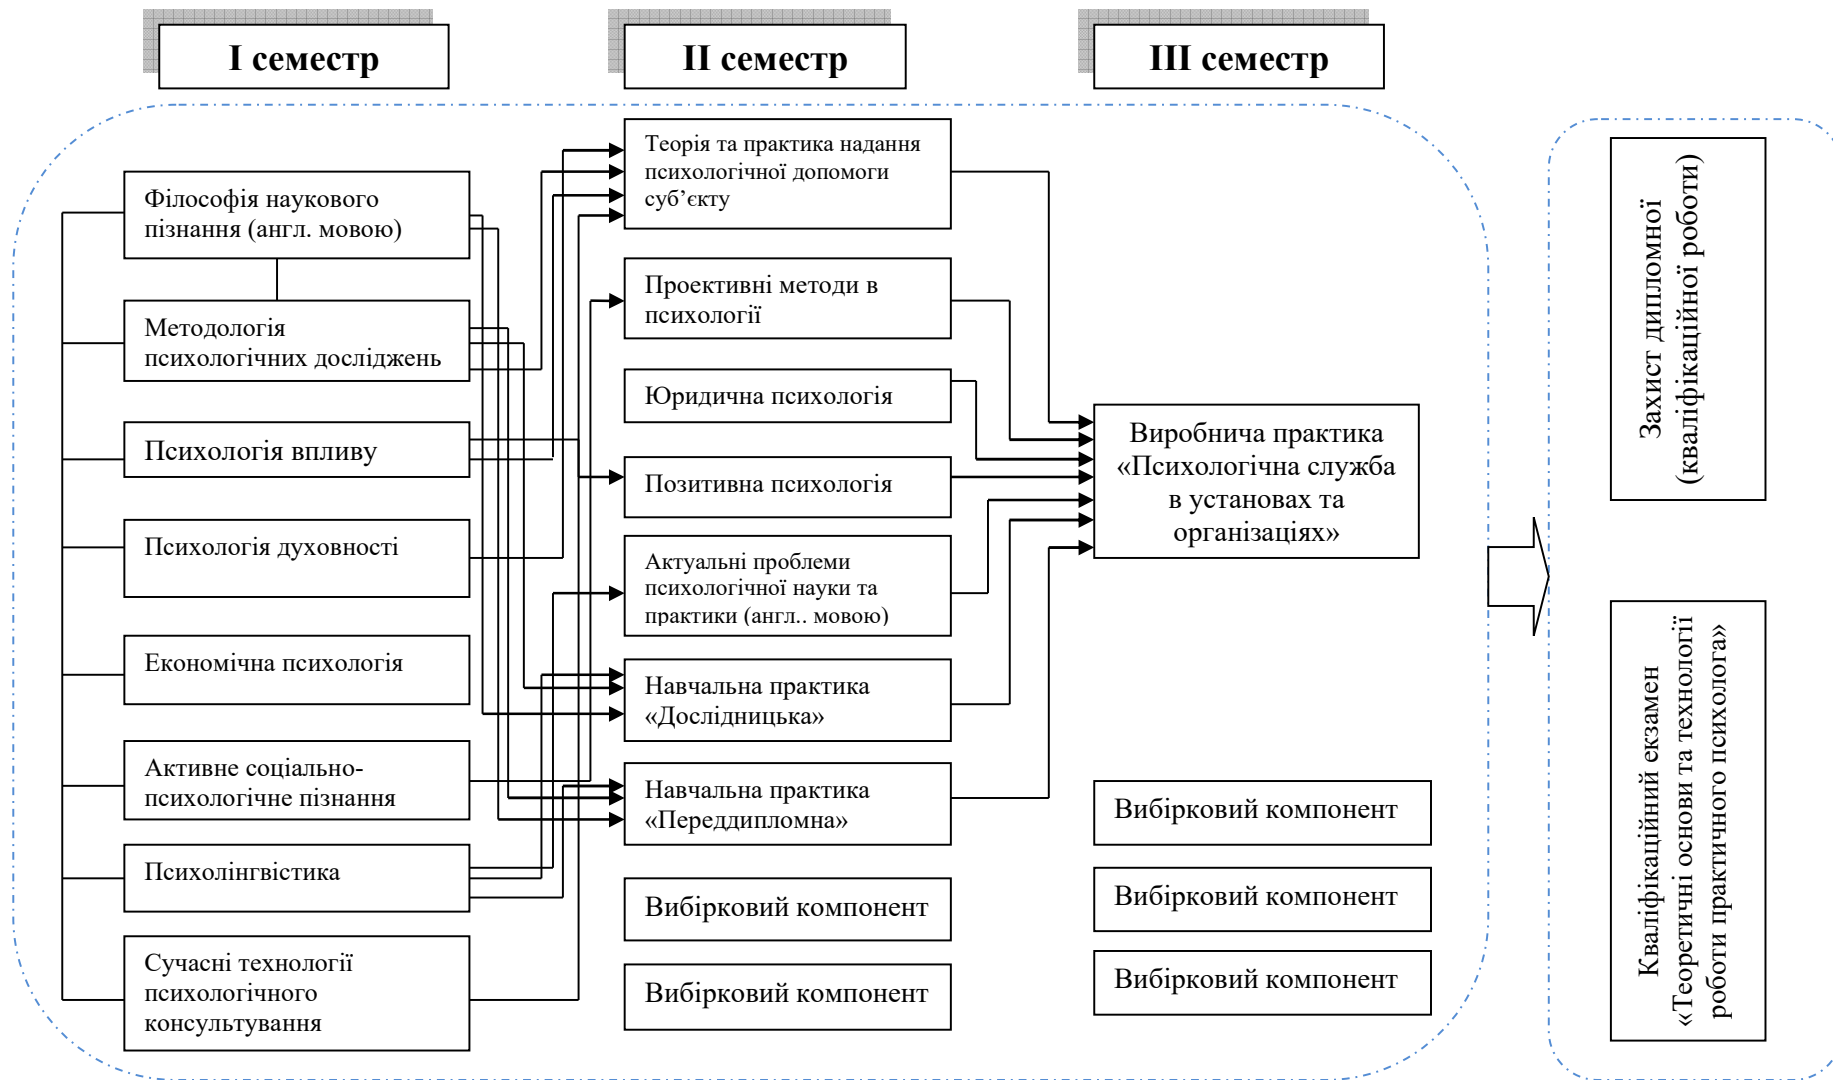 І семестр
ІІ семестр
ІІІ семестр
Філософія наукового
пізнання (англ. мовою)
Методологія
психологічних досліджень
Психологія впливу
Психологія духовності
Економічна психологія
Активне соціально-
психологічне пізнання
Психолінгвістика
Сучасні технології
психологічного
консультування
Теорія та практика надання
психологічної допомоги
суб’єкту
Проективні методи в
психології
Юридична психологія
Позитивна психологія
Актуальні проблеми
психологічної науки та
практики (англ.. мовою)
Навчальна практика
«Дослідницька»
Навчальна практика
«Переддипломна»
Вибірковий компонент
Вибірковий компонент
Виробнича практика
«Психологічна служба
в установах та
організаціях»
Вибірковий компонент
Вибірковий компонент
Вибірковий компонент
Захист дипломної
(кваліфікаційної роботи)
Кваліфікаційний екзамен
«Теоретичні основи та технології
роботи практичного психолога»